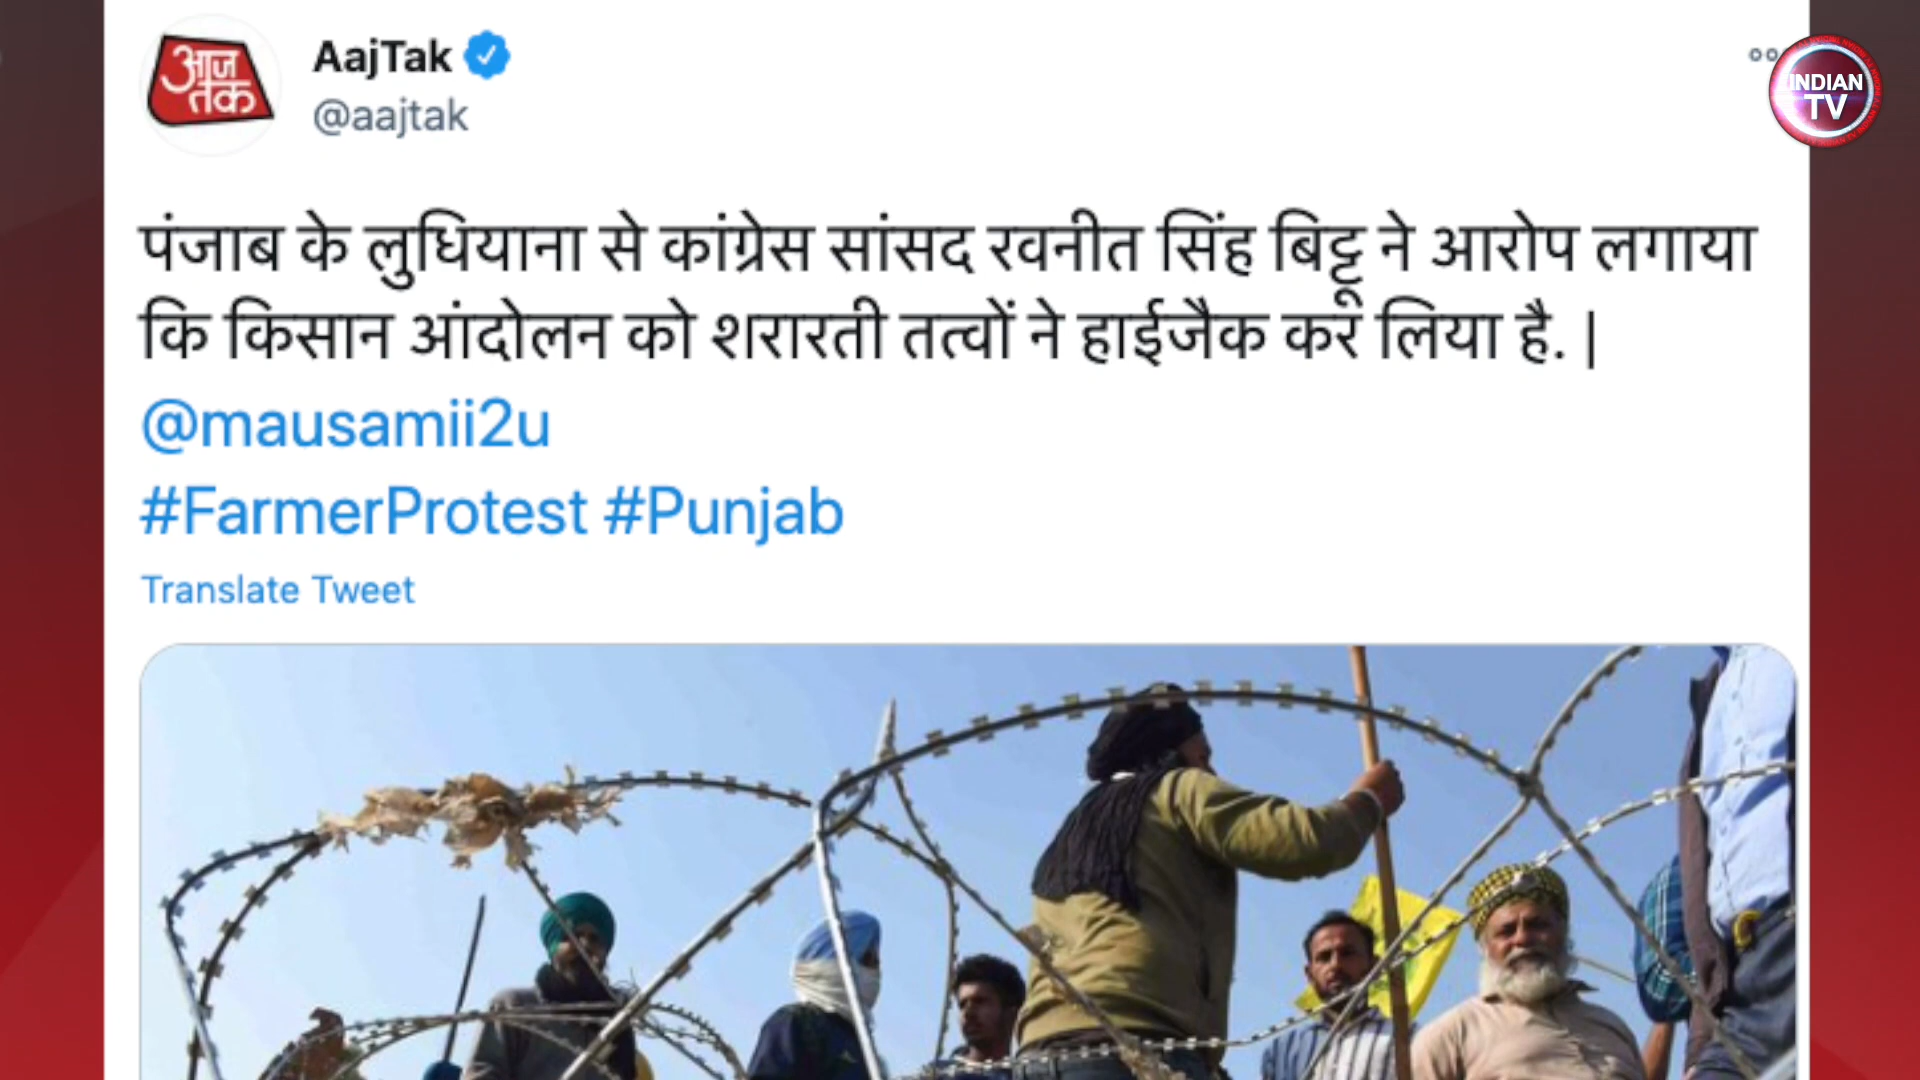 आज तक
AajTak
@aajtak
INDIAN
TV
पंजाब के लुधियाना से कांग्रेस सांसद रवनीत सिंह बिट्टू ने आरोप लगाया
कि किसान आंदोलन को शरारती तत्वों ने हाईजैक कर लिया है. |
@mausamii2u
#FarmerProtest #Punjab
Translate Tweet